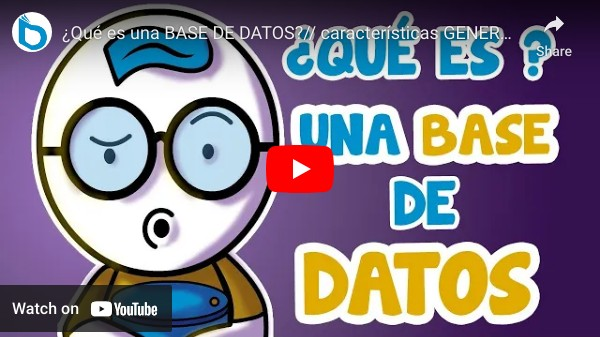 ¿Qué es una BASE DE DATOS?// características GENER...
Share
¿QUÉ ES ?
UNA BASE
DE
DATOS
Watch on YouTube